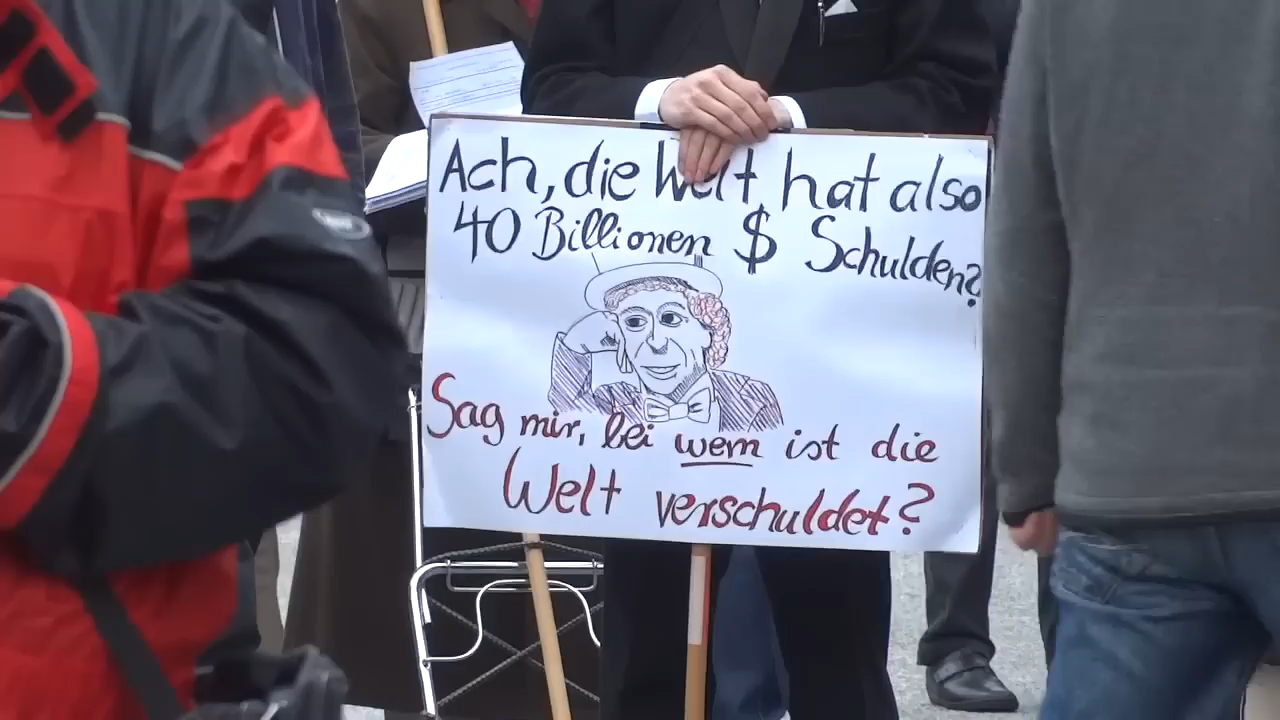 Ach, die Welt hat also
40 Billionen $ Schulden?
Sag mir, bei wem ist die
Welt verschuldet?